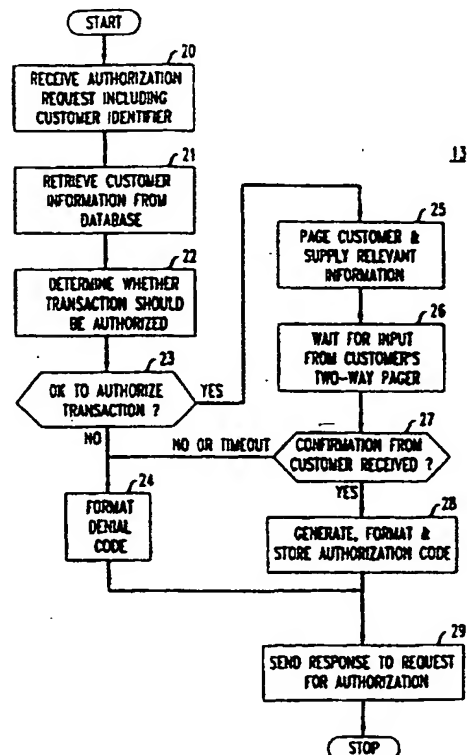 START
20
RECEIVE AUTHORIZATION
REQUEST INCLUDING
CUSTOMER IDENTIFIER
21
RETRIEVE CUSTOMER
INFORMATION FROM
DATABASE
22
DETERMINE WHETHER
TRANSACTION SHOULD
BE AUTHORIZED
23
OK TO AUTHORIZE
TRANSACTION ?
YES
NO
24
FORMAT
DENIAL
CODE
13
25
PAGE CUSTOMER &
SUPPLY RELEVANT
INFORMATION
26
WAIT FOR INPUT
FROM CUSTOMER'S
TWO-WAY PAGER
27
NO OR TIMEOUT
CONFIRMATION FROM
CUSTOMER RECEIVED ?
YES
28
GENERATE, FORMAT &
STORE AUTHORIZATION CODE
29
SEND RESPONSE TO REQUEST
FOR AUTHORIZATION
STOP